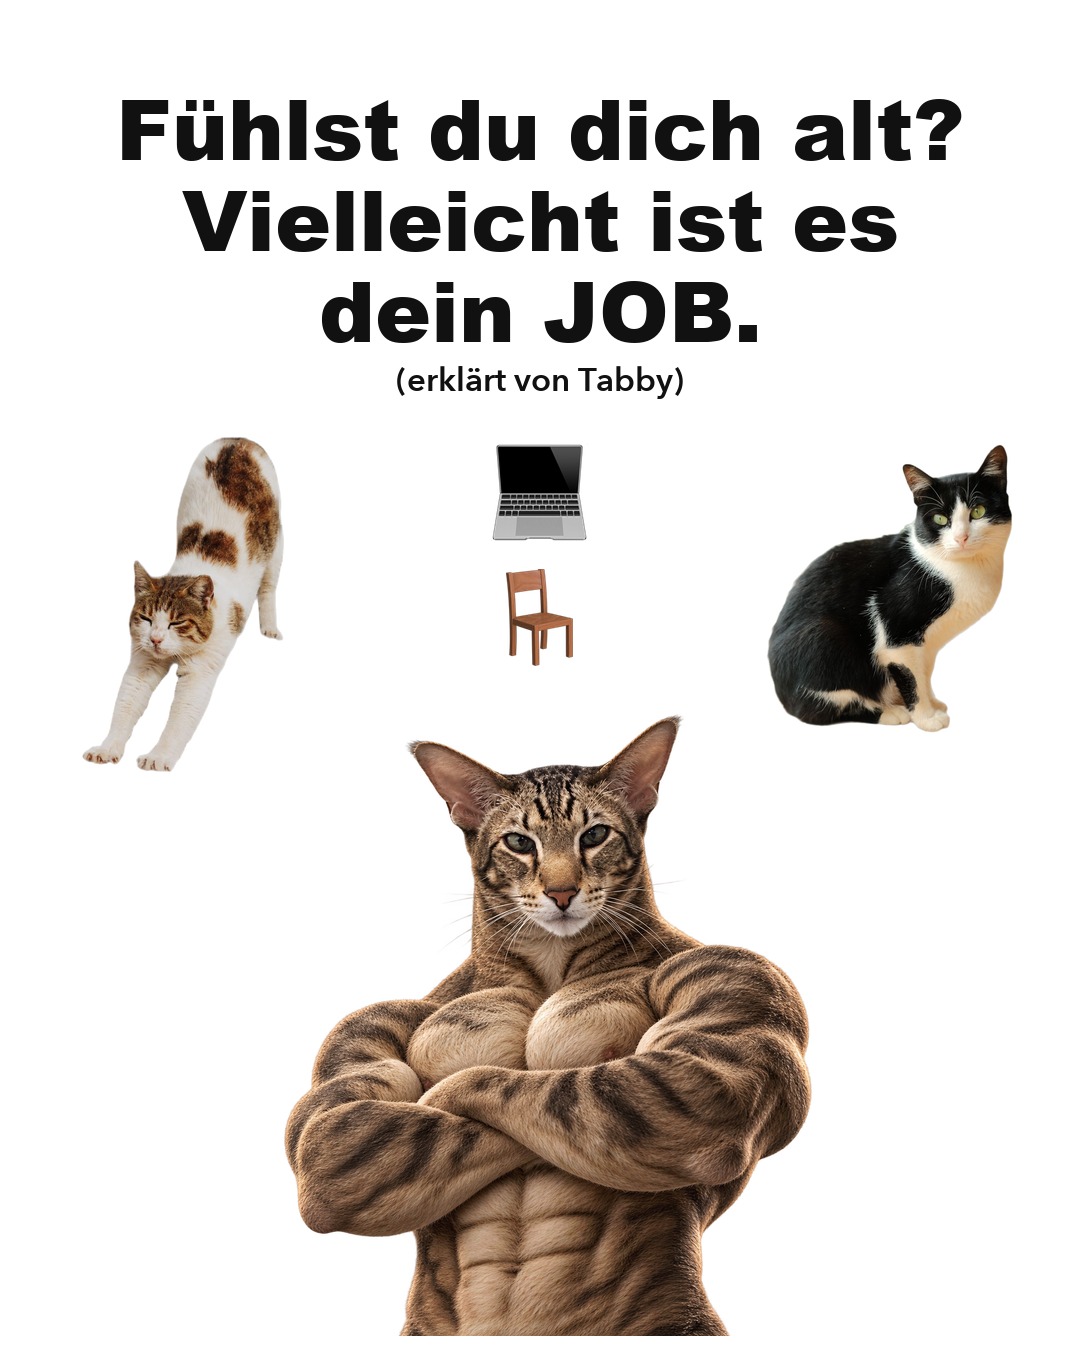 Fühlst du dich alt?
Vielleicht ist es
dein JOB.
(erklärt von Tabby)